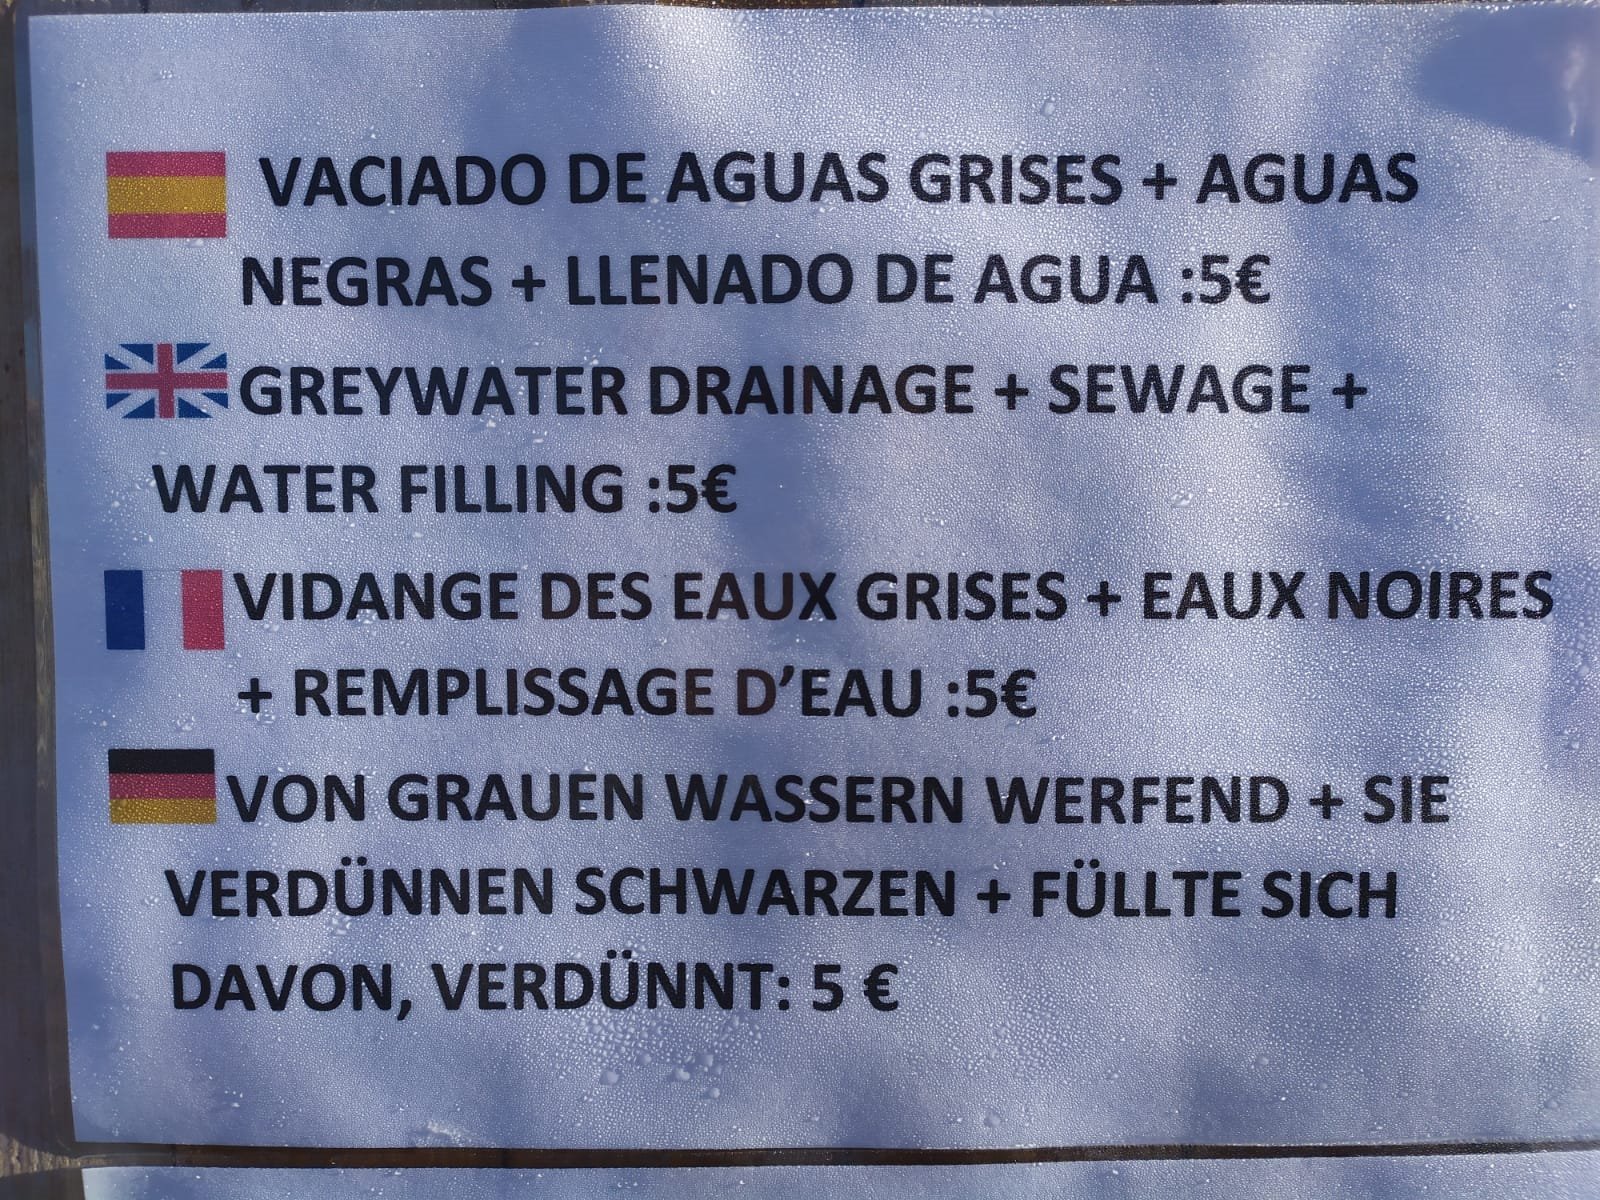 VACIADO DE AGUAS GRISES + AGUAS
NEGRAS + LLENADO DE AGUA :5€
GREYWATER DRAINAGE + SEWAGE +
WATER FILLING :5€
VIDANGE DES EAUX GRISES + EAUX NOIRES
+ REMPLISSAGE D’EAU :5€
VON GRAUEN WASSERN WERFEND + SIE
VERDÜNNEN SCHWARZEN + FÜLLTE SICH
DAVON, VERDÜNNT: 5 €